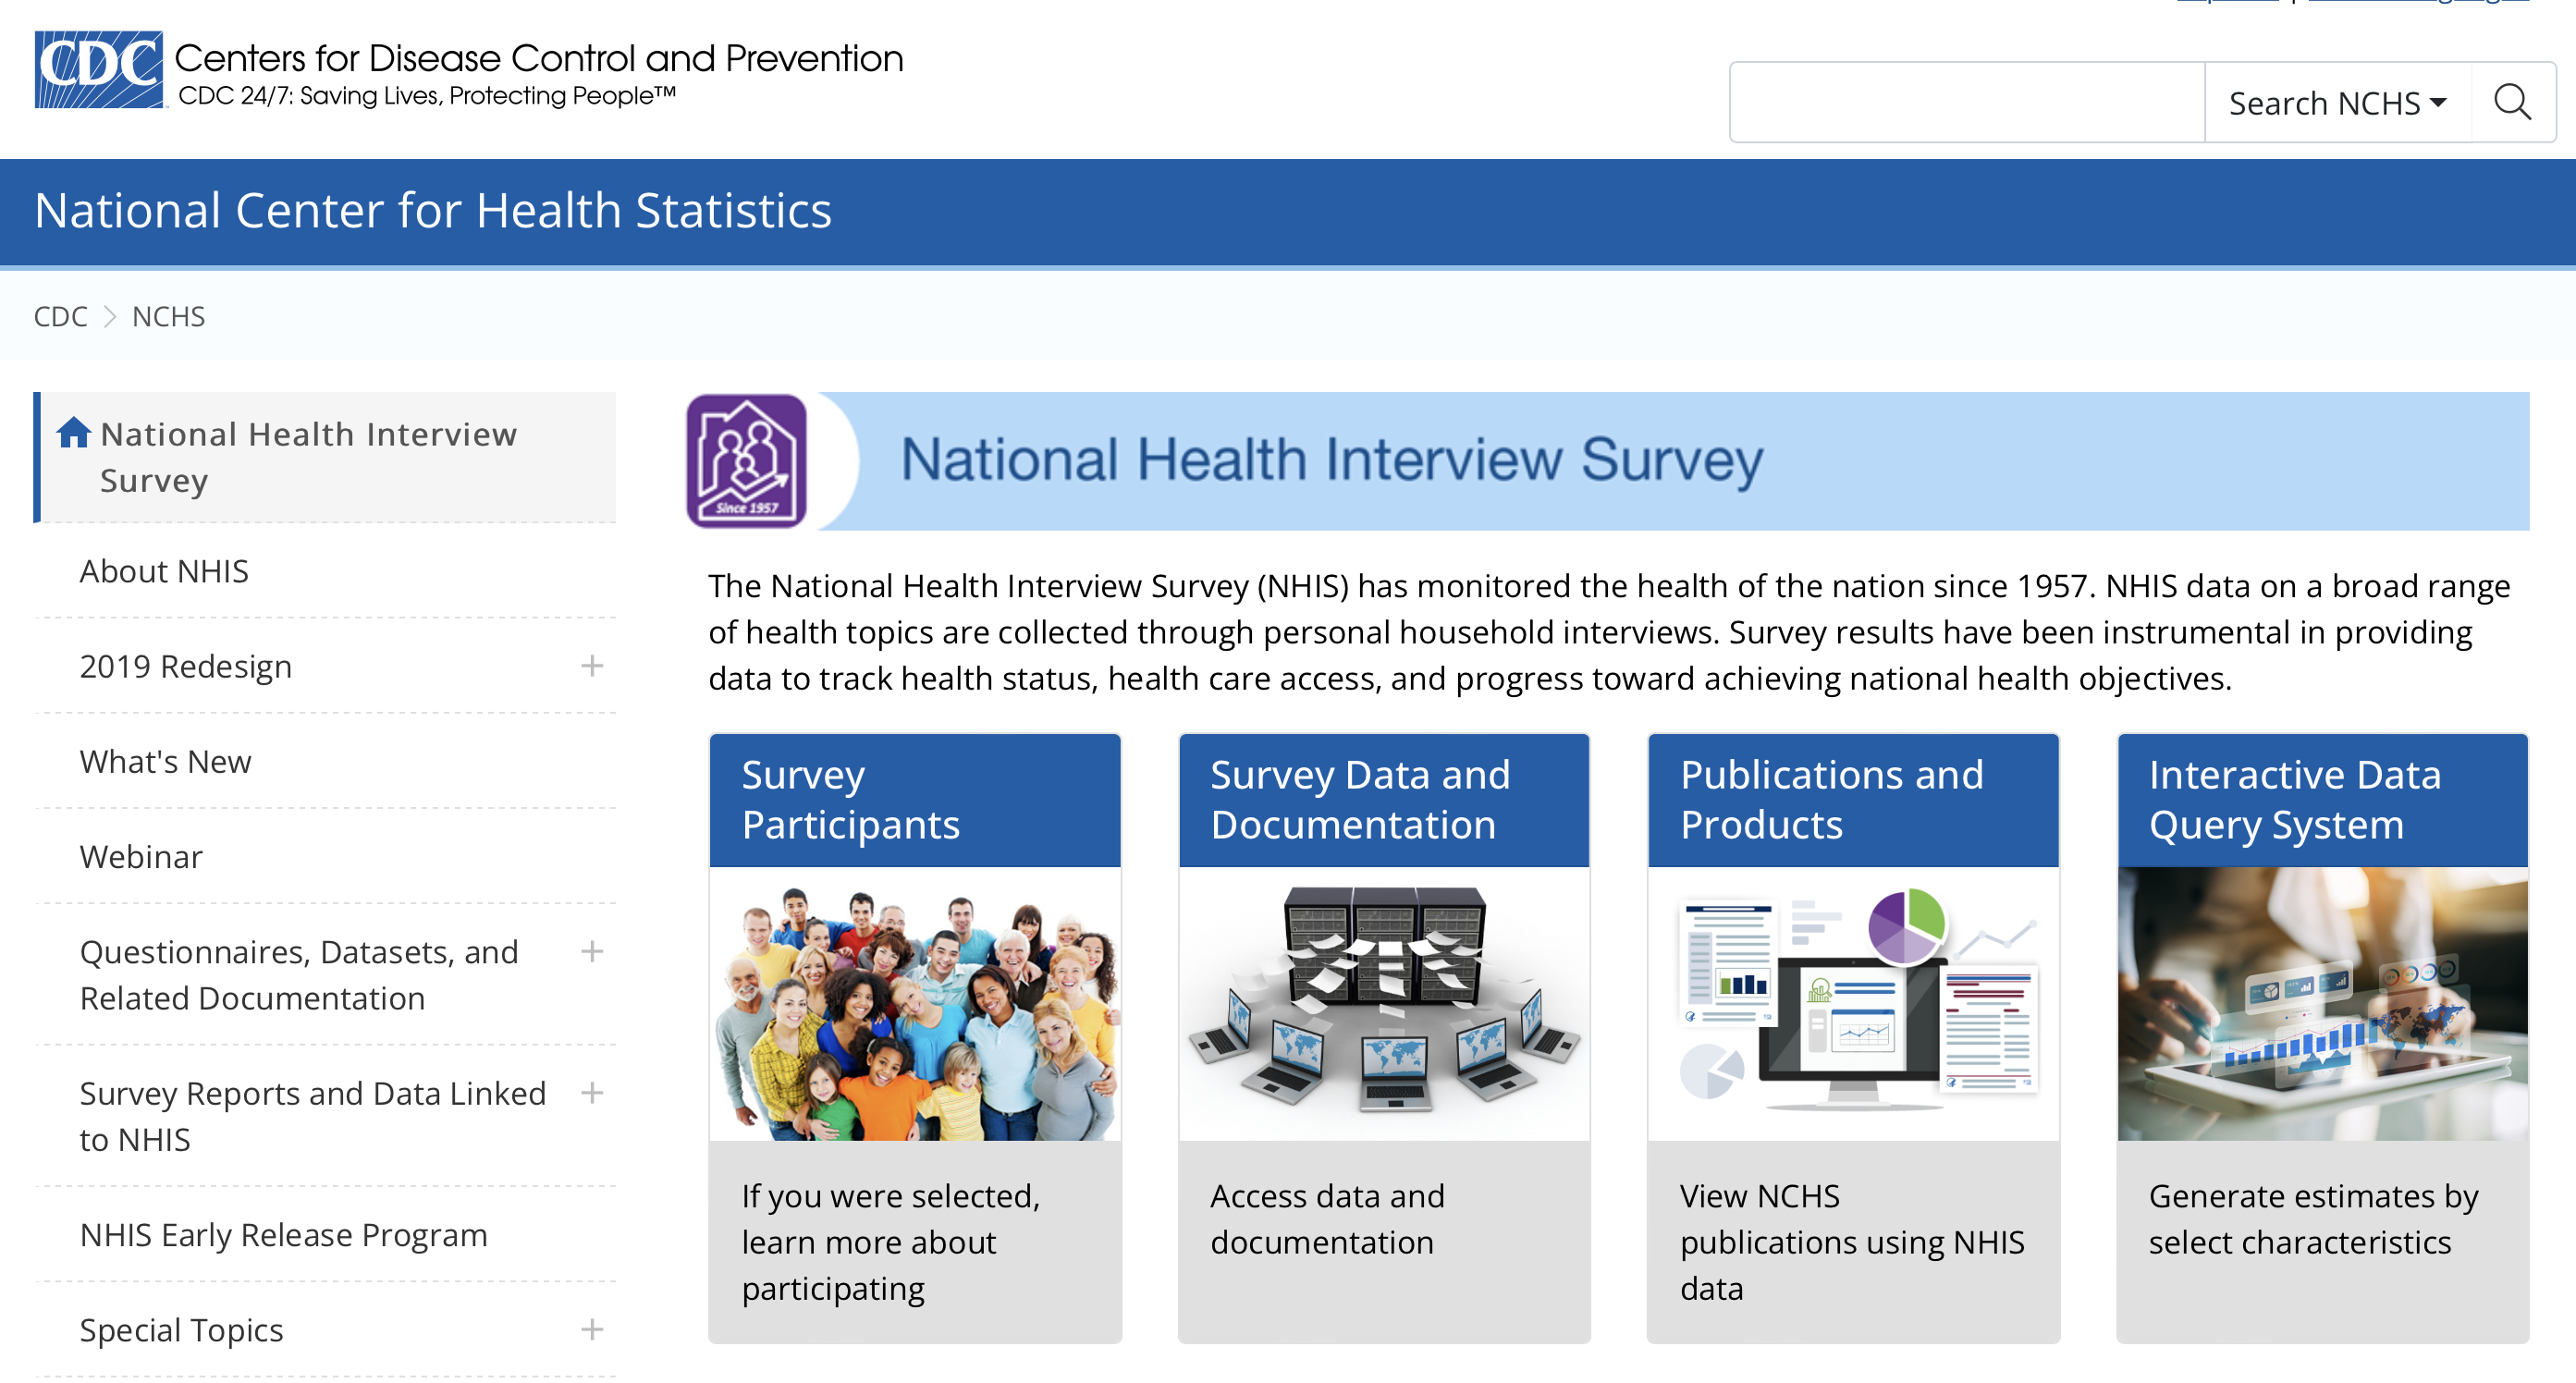 CDC
Centers for Disease Control and Prevention
CDC 24/7: Saving Lives, Protecting People™
Search NCHS
National Center for Health Statistics
CDC
NCHS
National Health Interview
Survey
About NHIS
2019 Redesign
What's New
Webinar
Questionnaires, Datasets, and
Related Documentation
Survey Reports and Data Linked
to NHIS
NHIS Early Release Program
Special Topics
Since 1957
National Health Interview Survey
The National Health Interview Survey (NHIS) has monitored the health of the nation since 1957. NHIS data on a broad range
of health topics are collected through personal household interviews. Survey results have been instrumental in providing
data to track health status, health care access, and progress toward achieving national health objectives.
Survey
Participants
If you were selected,
learn more about
participating
Survey Data and
Documentation
Access data and
documentation
Publications and
Products
View NCHS
publications using NHIS
data
Interactive Data
Query System
Generate estimates by
select characteristics